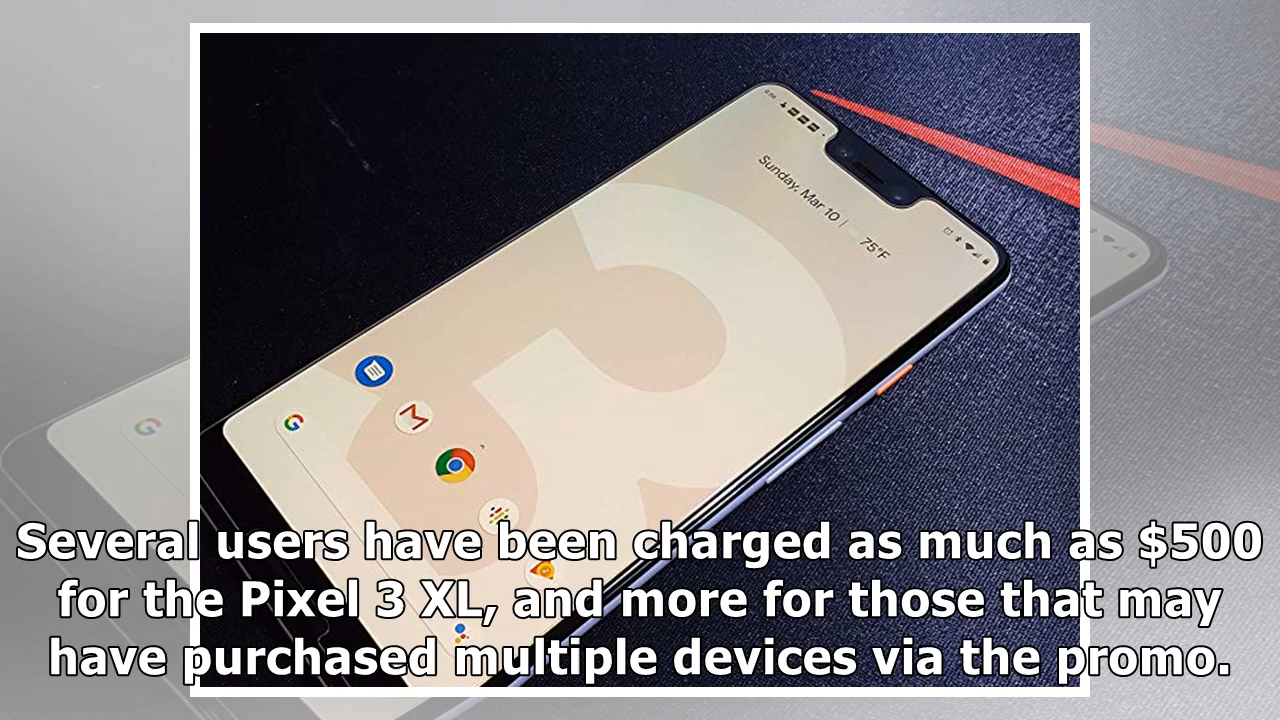 Sunday, Mar 10 | 75°F
Several users have been charged as much as $500
for the Pixel 3 XL, and more for those that may
have purchased multiple devices via the promo.